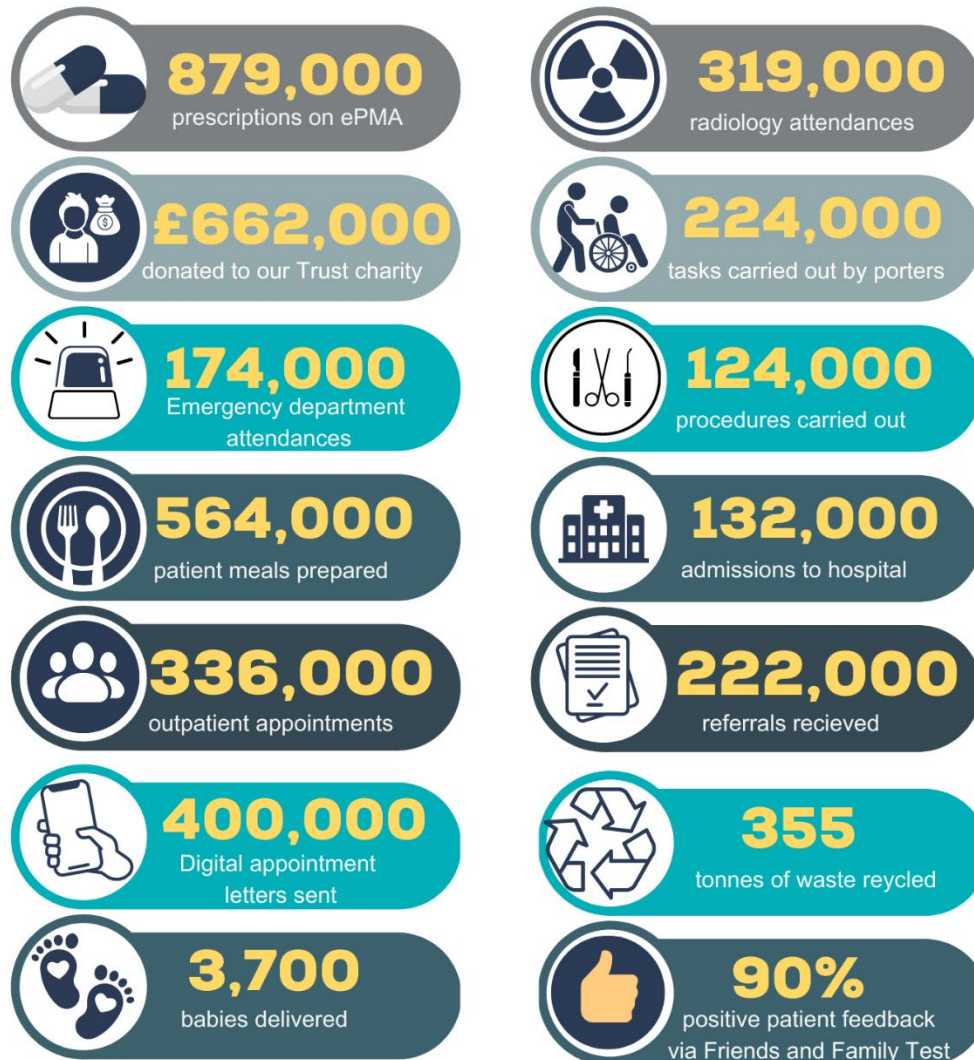 879,000
prescriptions on ePMA
319,000
radiology attendances
£662,000
donated to our Trust charity
224,000
tasks carried out by porters
174,000
Emergency department
attendances
124,000
procedures carried out
564,000
patient meals prepared
132,000
admissions to hospital
336,000
outpatient appointments
222,000
referrals recieved
400,000
Digital appointment
letters sent
355
tonnes of waste reycled
3,700
babies delivered
90%
positive patient feedback
via Friends and Family Test